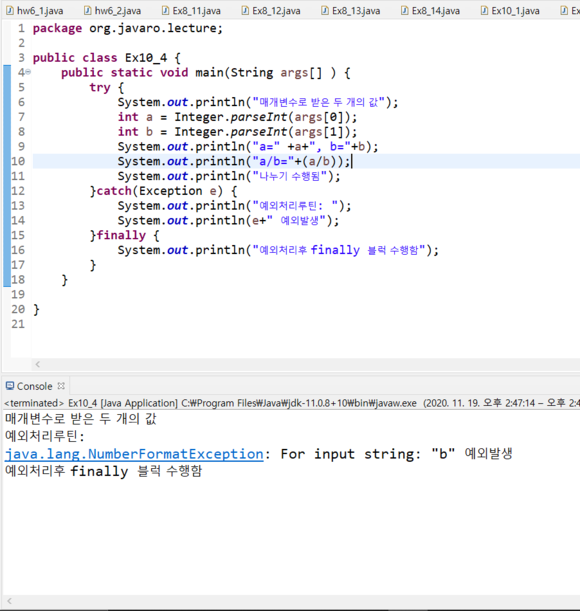 hw6_1.java hw6_2.java Ex8_11.java Ex8_12.java Ex8_13.java Ex8_14.java Ex10_1.java Ex
1 package org.javaro.lecture;
2
3 public class Ex10_4 {
4 public static void main(String args[] ) {
5 try {
6 System.out.println("매개변수로 받은 두 개의 값");
7 int a = Integer.parseInt(args[0]);
8 int b = Integer.parseInt(args[1]);
9 System.out.println("a=" +a+", b="+b);
10 System.out.println("a/b="+(a/b));
11 System.out.println("나누기 수행됨");
12 }catch(Exception e) {
13 System.out.println("예외처리루틴: ");
14 System.out.println(e+" 예외발생");
15 }finally {
16 System.out.println("예외처리후 finally 블럭 수행함");
17 }
18 }
19
20 }
21
Console
<terminated> Ex10_4 [Java Application] C:₩Program Files₩Java₩jdk-11.0.8+10₩bin₩javaw.exe (2020. 11. 19. 오후 2:47:14 – 오후 2:4
매개변수로 받은 두 개의 값
예외처리루틴:
java.lang.NumberFormatException: For input string: "b" 예외발생
예외처리후 finally 블럭 수행함